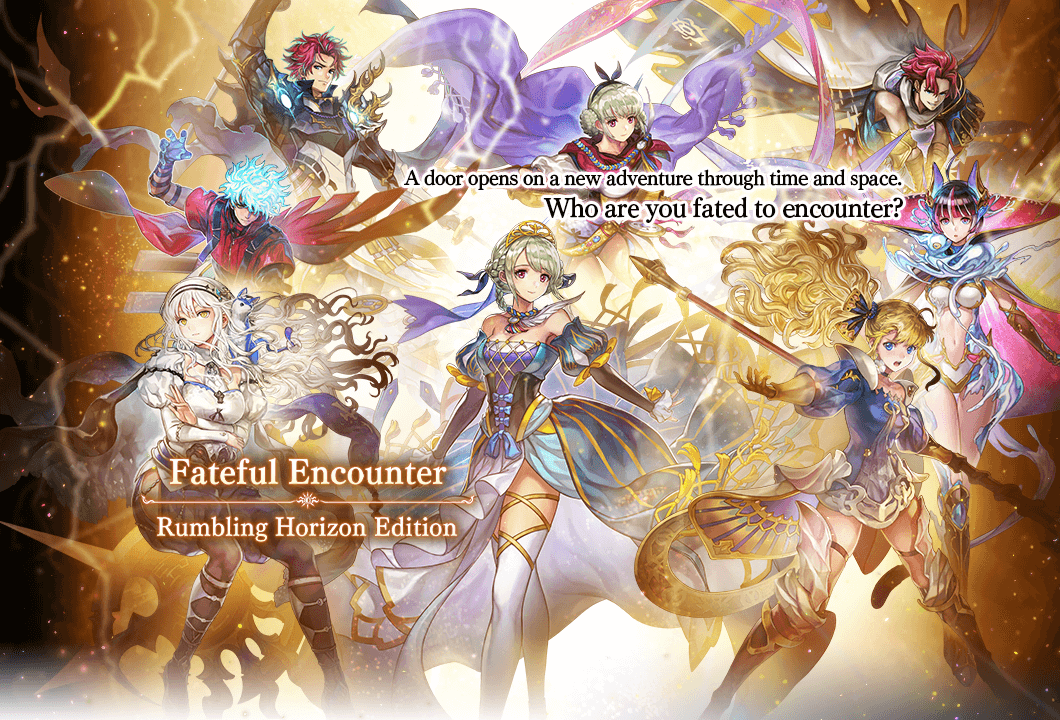 A door opens on a new adventure through time and space.
Who are you fated to encounter?
Fateful Encounter
Rumbling Horizon Edition